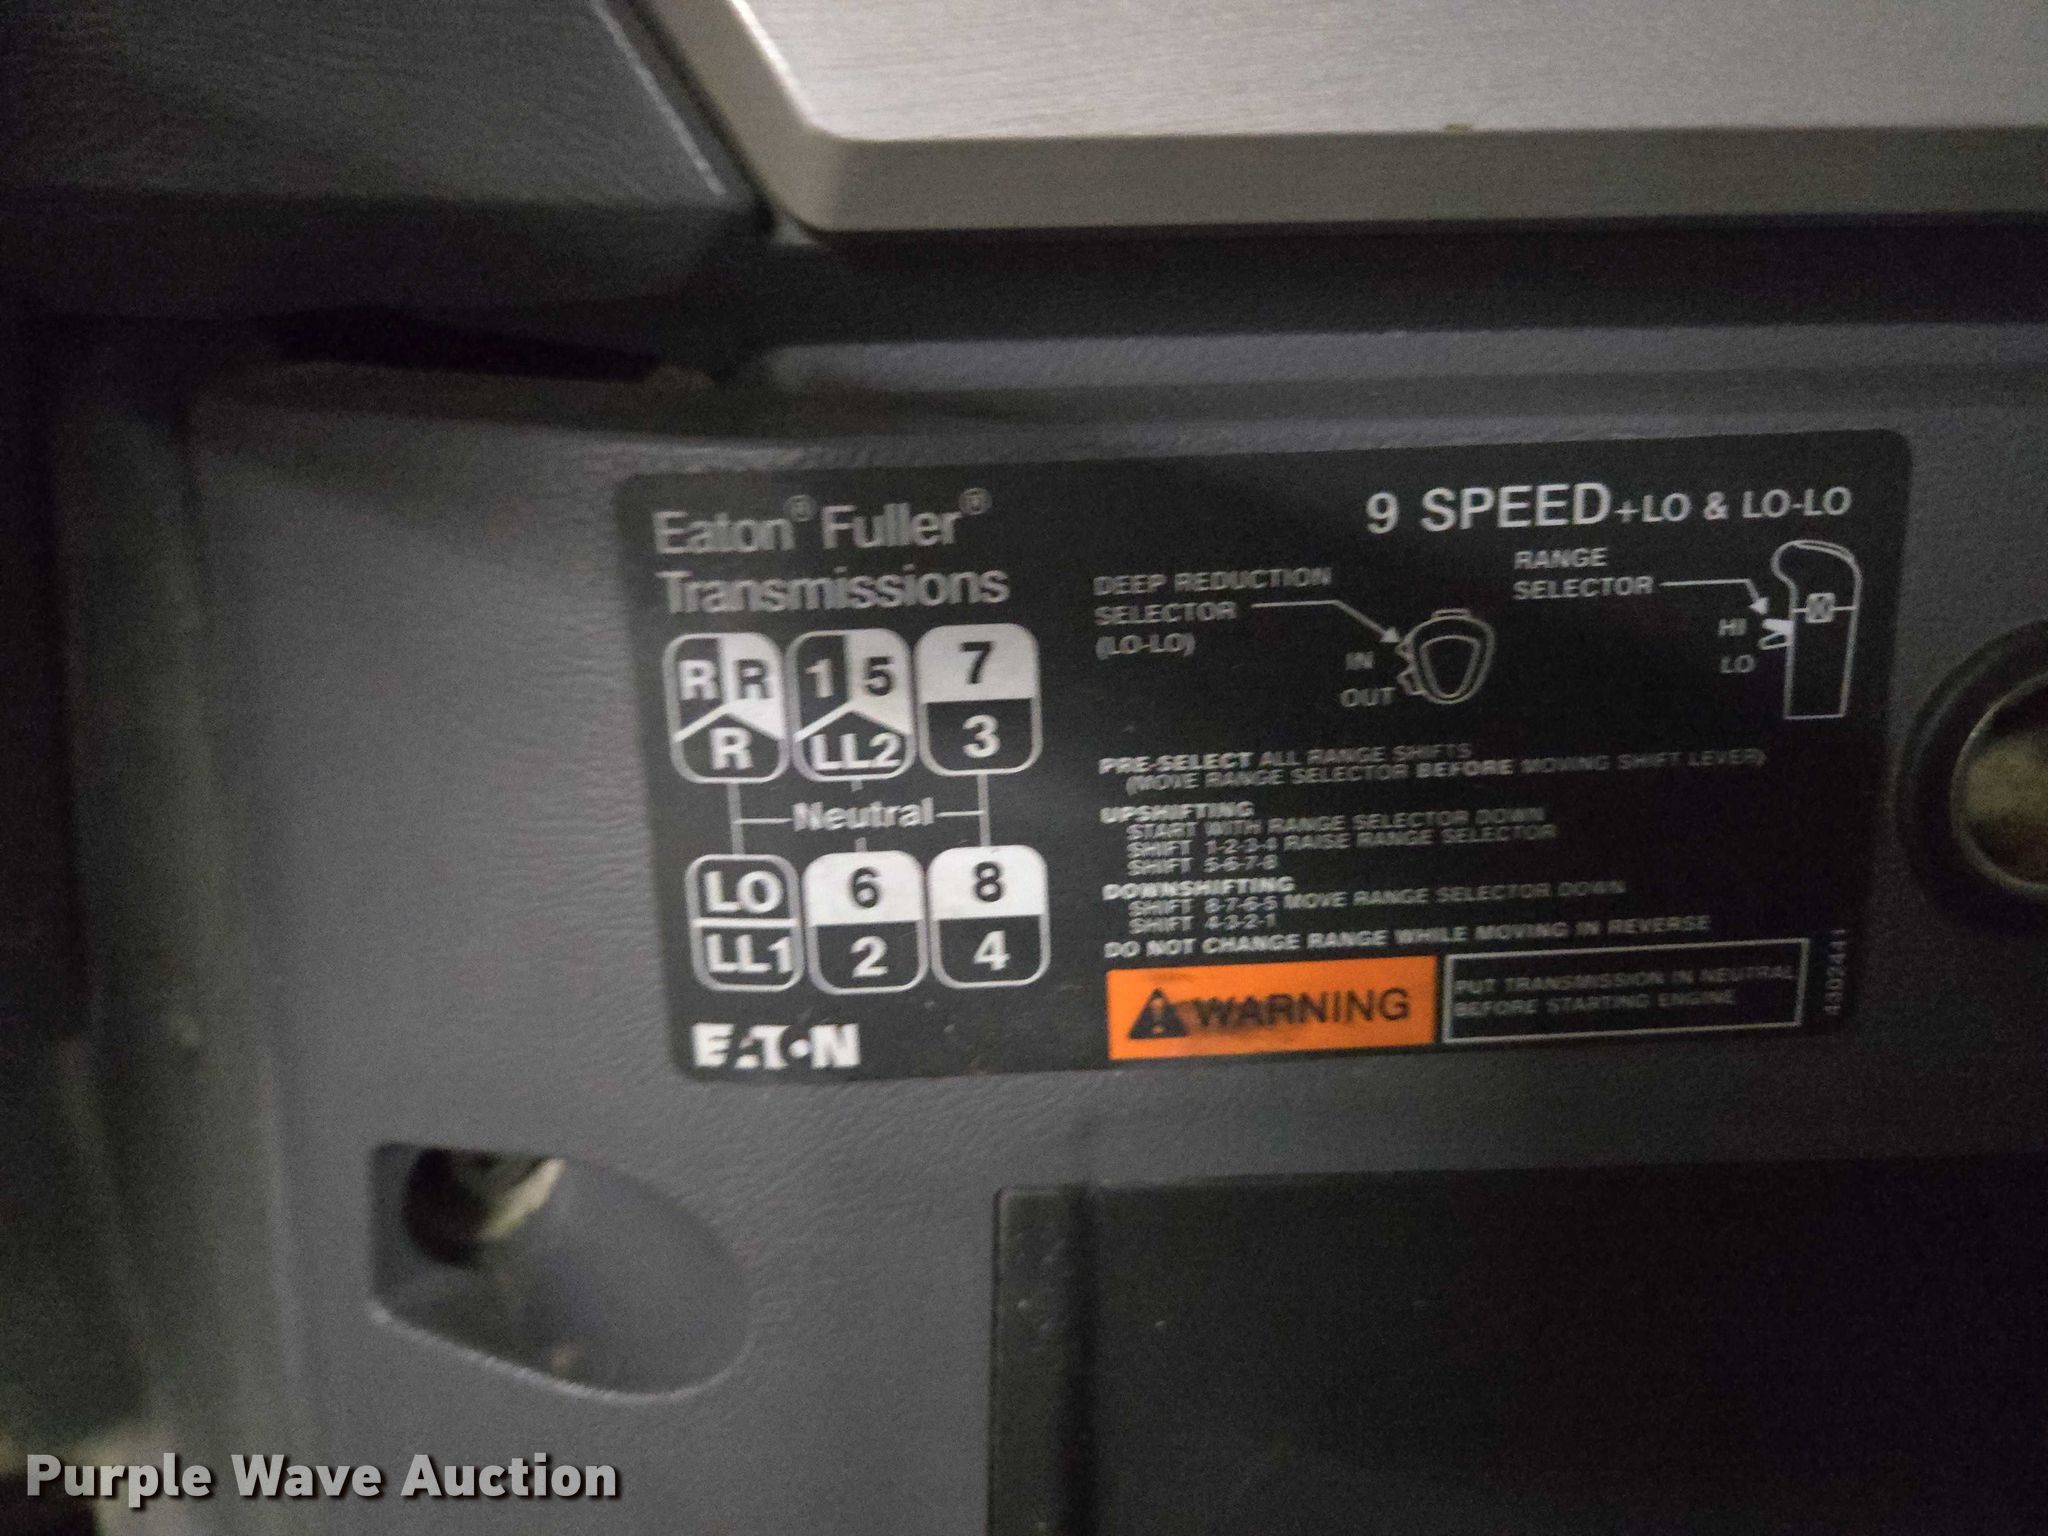 Eaton® Fuller®
Transmissions
R R
R
1 5
LL2
7
3
Neutral
LO
LL1
6
2
8
4
EATON
9 SPEED +LO & LO-LO
DEEP REDUCTION
SELECTOR
(LO-LO)
IN
OUT
RANGE
SELECTOR
HI
LO
PRE-SELECT ALL RANGE SHIFTS
(MOVE RANGE SELECTOR BEFORE MOVING SHIFT LEVER)
UPSHIFTING
START WITH RANGE SELECTOR DOWN
SHIFT 1-2-3-4 RAISE RANGE SELECTOR
SHIFT 5-6-7-8
DOWNSHIFTING
SHIFT 8-7-6-5 MOVE RANGE SELECTOR DOWN
SHIFT 4-3-2-1
DO NOT CHANGE RANGE WHILE MOVING IN REVERSE
WARNING
PUT TRANSMISSION IN NEUTRAL
BEFORE STARTING ENGINE
4302441
Purple Wave Auction